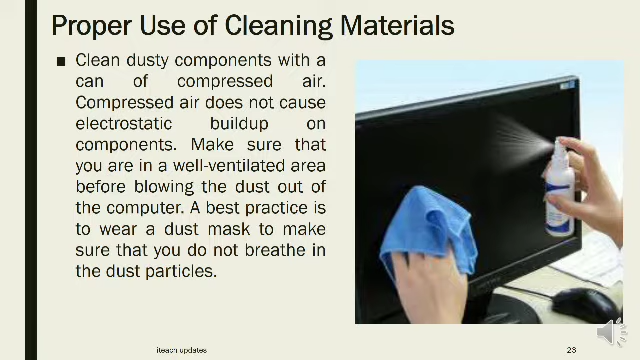 Proper Use of Cleaning Materials
Clean dusty components with a
can of compressed air.
Compressed air does not cause
electrostatic buildup on
components. Make sure that
you are in a well-ventilated area
before blowing the dust out of
the computer. A best practice is
to wear a dust mask to make
sure that you do not breathe in
the dust particles.
iteach updates
23